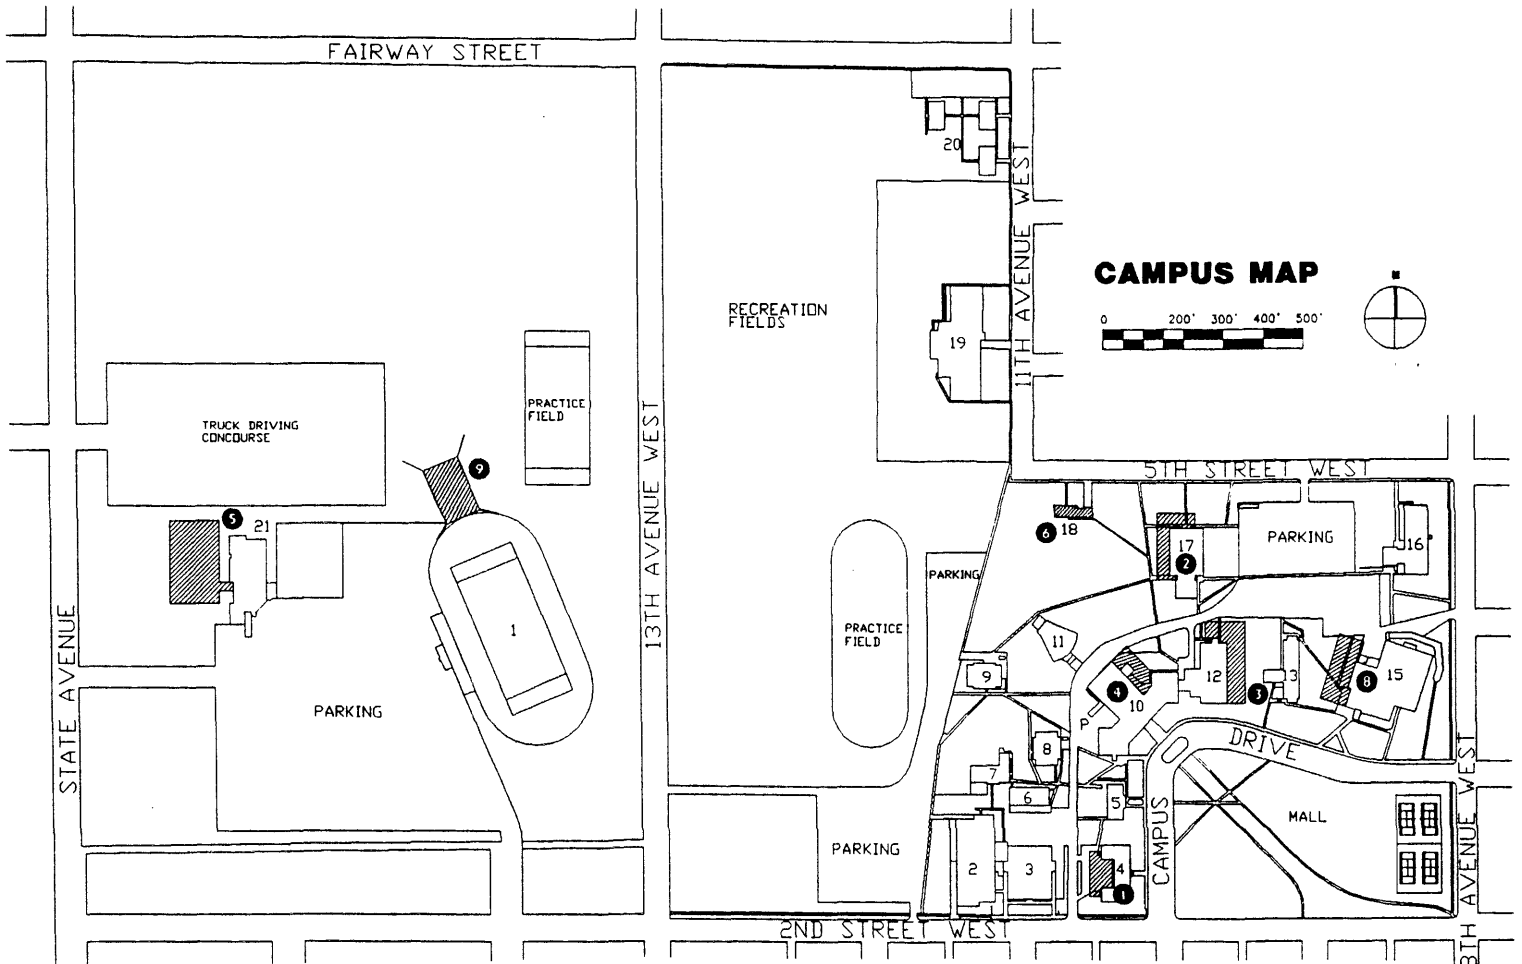 FAIRWAY STREET
20
11TH AVENUE WEST
CAMPUS MAP
N
0 200' 300' 400' 500'
RECREATION
FIELDS
19
PRACTICE
FIELD
TRUCK DRIVING
CONCOURSE
13TH AVENUE WEST
9
5TH STREET WEST
5
21
6
18
17
2
PARKING
16
PARKING
1
PRACTICE
FIELD
11
9
4
10
12
3
13
8
15
STATE AVENUE
PARKING
P
8
DRIVE
7
6
5
MALL
CAMPUS
8TH AVENUE WEST
PARKING
2
3
4
1
2ND STREET WEST